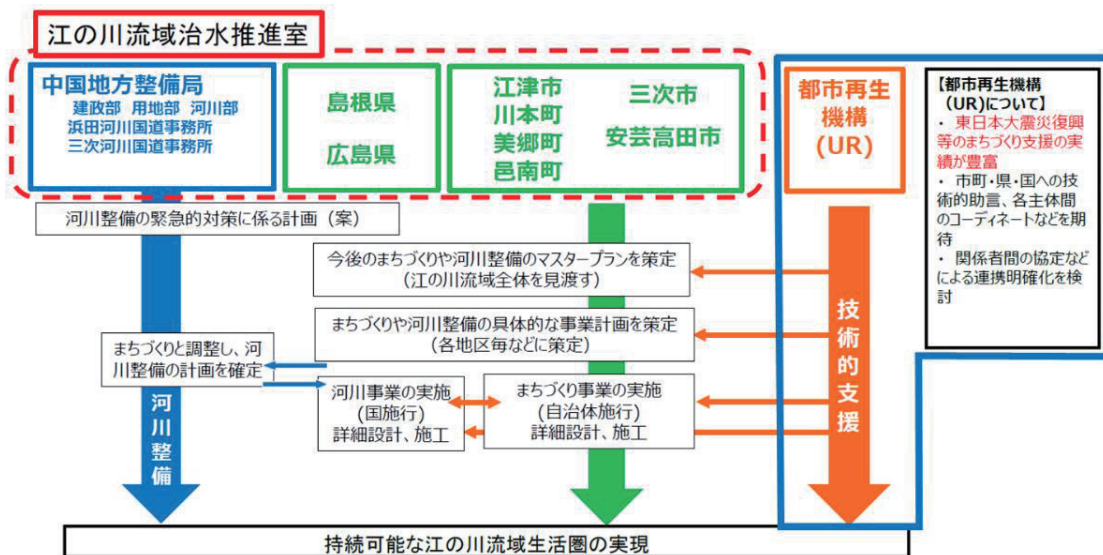 江の川流域治水推進室
中国地方整備局
建政部 用地部 河川部
浜田河川国道事務所
三次河川国道事務所
島根県
広島県
江津市
川本町
美郷町
邑南町
三次市
安芸高田市
都市再生
機構
(UR)
【都市再生機構
(UR)について】
・ 東日本大震災復興
等のまちづくり支援の実
績が豊富
・ 市町・県・国への技
術的助言、各主体間
のコーディネートなどを期
待
・ 関係者間の協定など
による連携明確化を検
討
河川整備の緊急的対策に係る計画（案）
今後のまちづくりや河川整備のマスタープランを策定
(江の川流域全体を見渡す)
まちづくりや河川整備の具体的な事業計画を策定
(各地区毎などに策定)
まちづくりと調整し、河
川整備の計画を確定
河川事業の実施
(国施行)
詳細設計、施工
まちづくり事業の実施
(自治体施行)
詳細設計、施工
河川整備
技術的支援
持続可能な江の川流域生活圏の実現